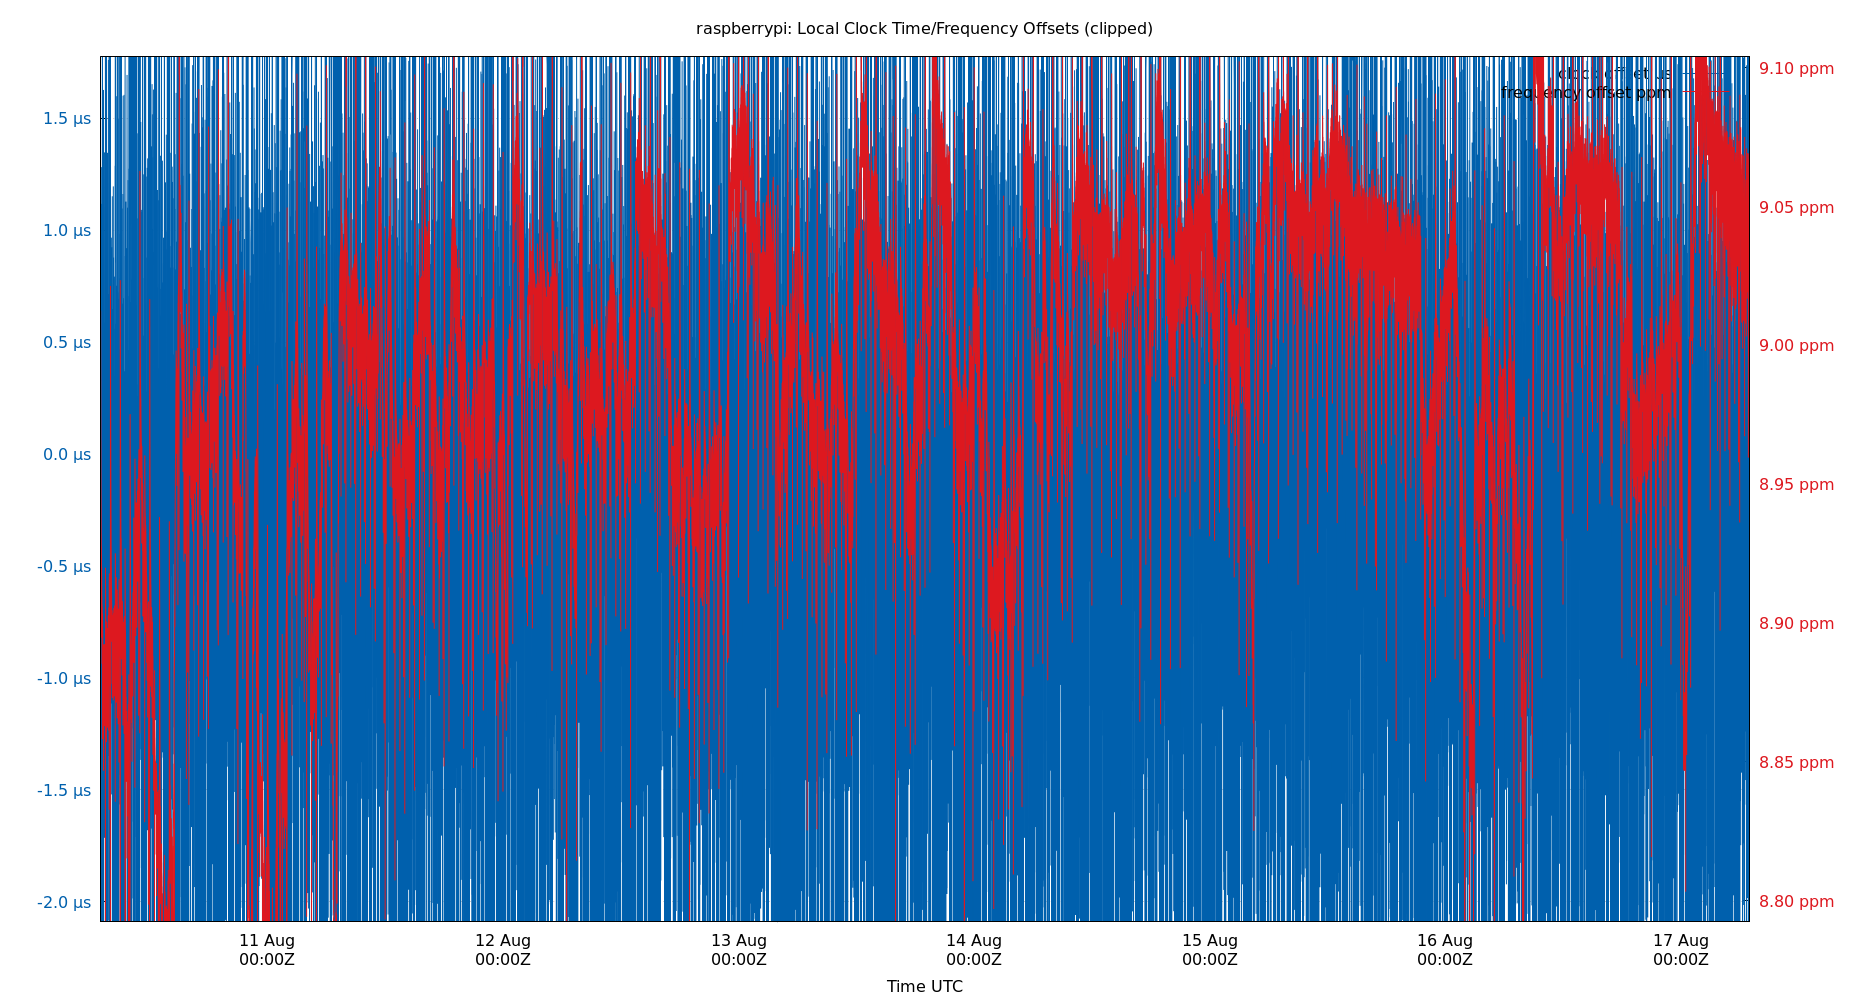 raspberrypi: Local Clock Time/Frequency Offsets (clipped)
clock offset us
frequency offset ppm
1.5 µs
1.0 µs
0.5 µs
0.0 µs
-0.5 µs
-1.0 µs
-1.5 µs
-2.0 µs
9.10 ppm
9.05 ppm
9.00 ppm
8.95 ppm
8.90 ppm
8.85 ppm
8.80 ppm
11 Aug
00:00Z
12 Aug
00:00Z
13 Aug
00:00Z
14 Aug
00:00Z
15 Aug
00:00Z
16 Aug
00:00Z
17 Aug
00:00Z
Time UTC